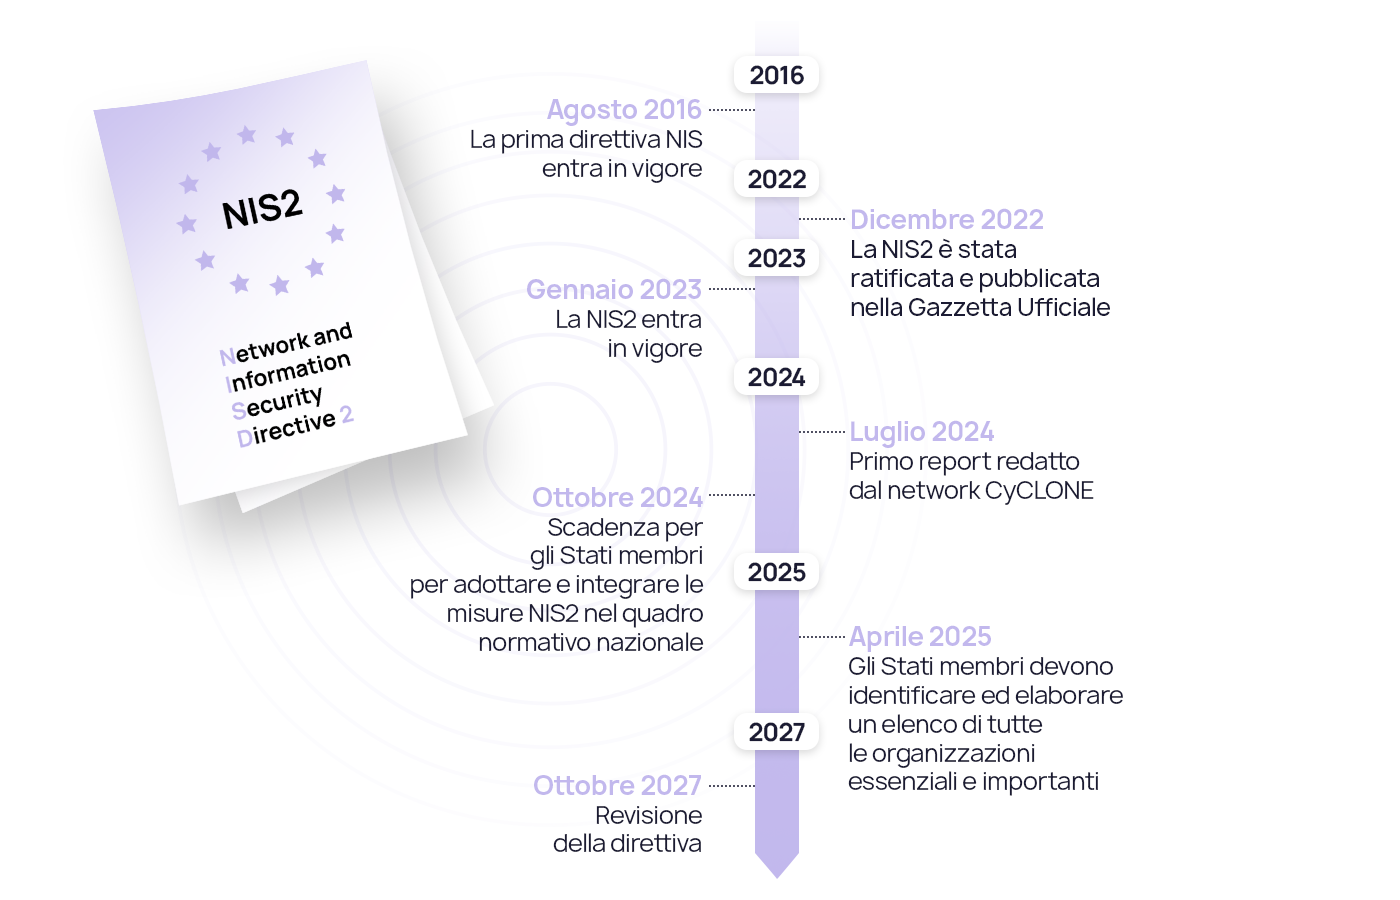 NIS2
Network and
Information
Security
Directive 2
2016
Agosto 2016
La prima direttiva NIS
entra in vigore
2022
Dicembre 2022
La NIS2 è stata
ratificata e pubblicata
nella Gazzetta Ufficiale
2023
Gennaio 2023
La NIS2 entra
in vigore
2024
Luglio 2024
Primo report redatto
dal network CyCLONE
Ottobre 2024
Scadenza per
gli Stati membri
per adottare e integrare le
misure NIS2 nel quadro
normativo nazionale
2025
Aprile 2025
Gli Stati membri devono
identificare ed elaborare
un elenco di tutte
le organizzazioni
essenziali e importanti
2027
Ottobre 2027
Revisione
della direttiva